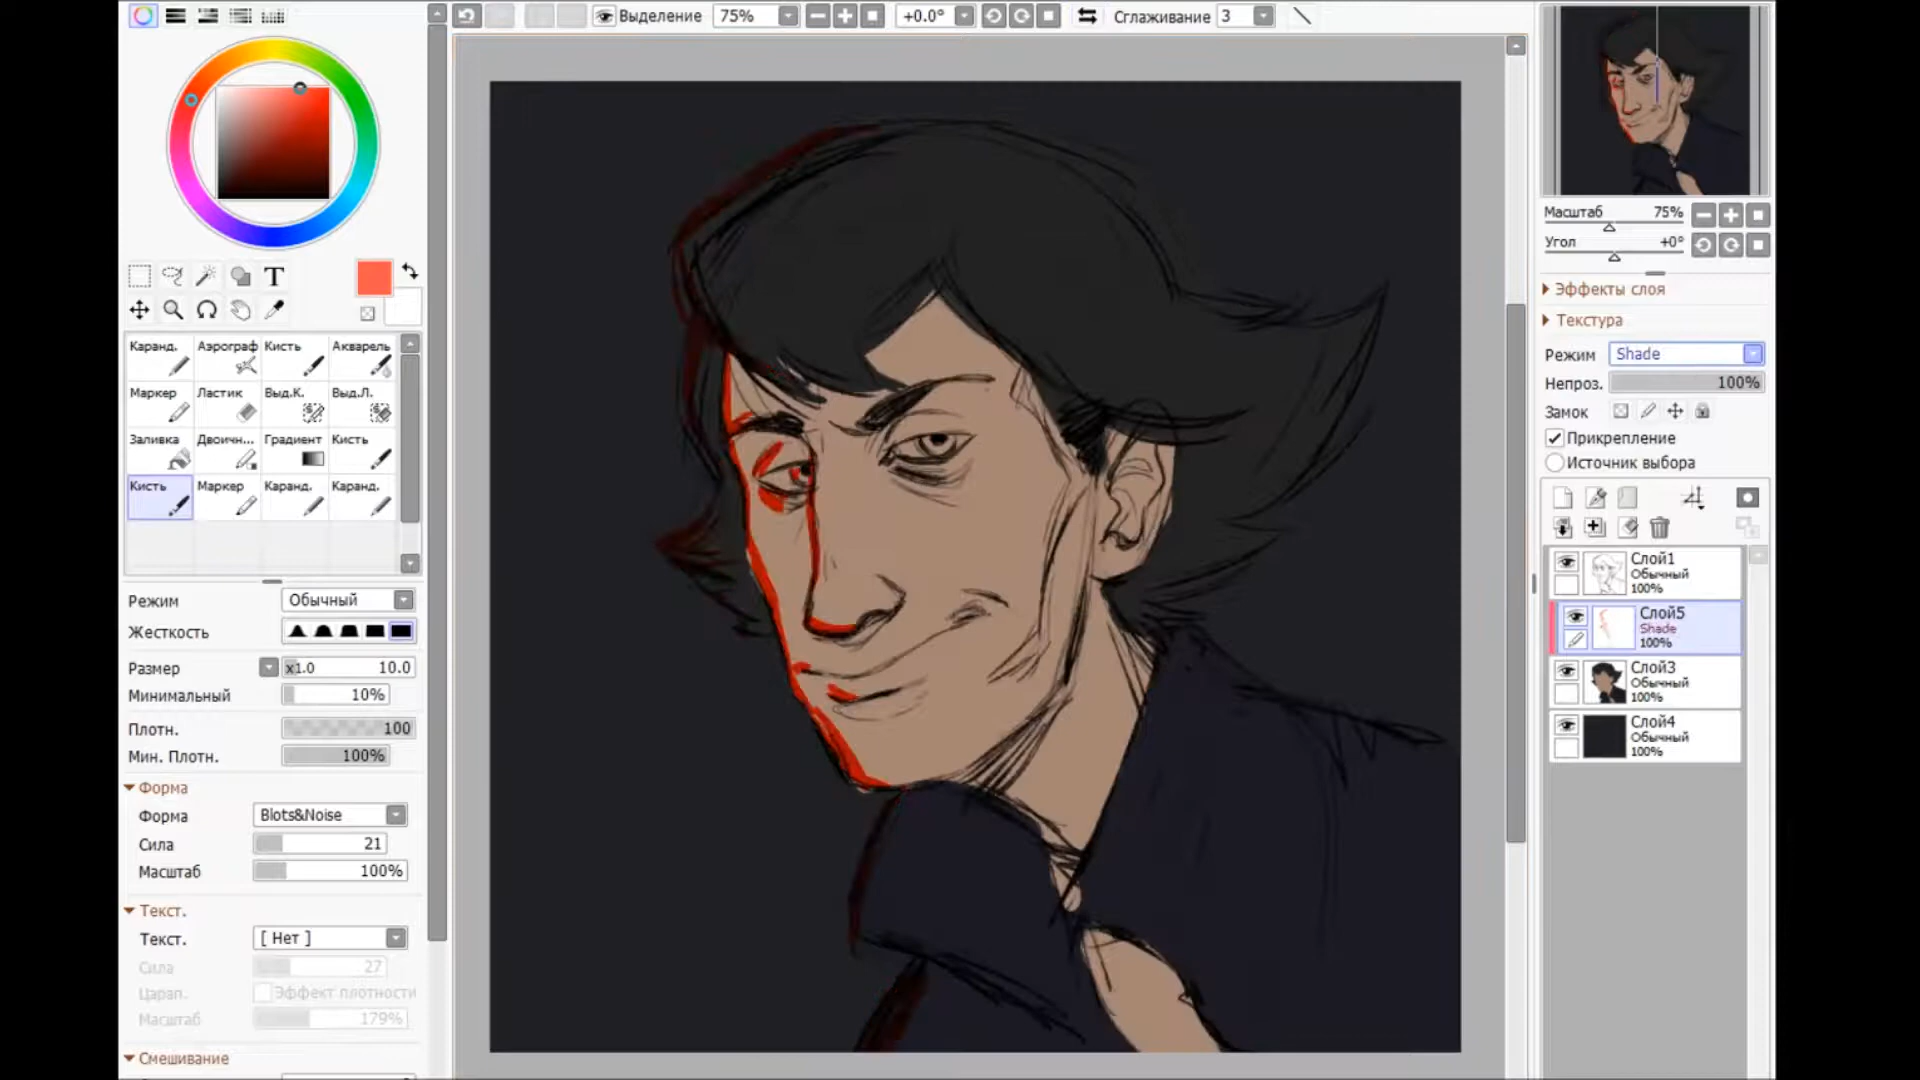 Выделение 75% +0.0° Сглаживание 3
T
Каранд. Аэрограф Кисть Акварель
Маркер Ластик Выд.К. Выд.Л.
Заливка Двоичн... Градиент Кисть
Кисть Маркер Каранд. Каранд.
Режим Обычный
Жесткость
Размер x1.0 10.0
Минимальный 10%
Плотн. 100
Мин. Плотн. 100%
Форма
Форма Blots&Noise
Сила 21
Масштаб 100%
Текст.
Текст. [ Нет ]
Сила 27
Царап. Эффект плотности
Масштаб 179%
Смешивание
Масштаб 75%
Угол +0°
Эффекты слоя
Текстура
Режим Shade
Непроз. 100%
Замок
Прикрепление
Источник выбора
Слой1
Обычный
100%
Слой5
Shade
100%
Слой3
Обычный
100%
Слой4
Обычный
100%